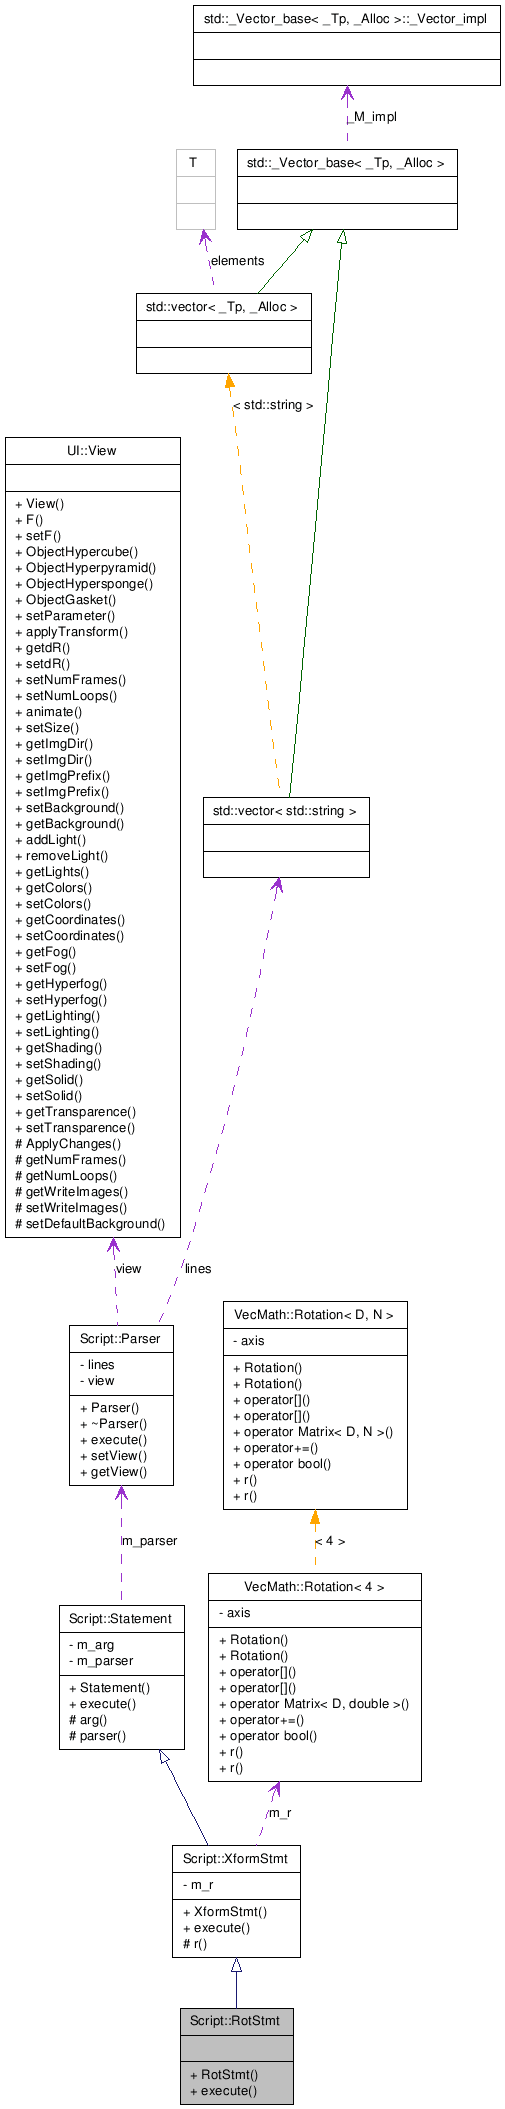 std::_Vector_base< _Tp, _Alloc >::_Vector_impl
_M_impl
T
std::_Vector_base< _Tp, _Alloc >
elements
std::vector< _Tp, _Alloc >
< std::string >
UI::View
+ View()
+ F()
+ setF()
+ ObjectHypercube()
+ ObjectHyperpyramid()
+ ObjectHypersponge()
+ ObjectGasket()
+ setParameter()
+ applyTransform()
+ getdR()
+ setdR()
+ setNumFrames()
+ setNumLoops()
+ animate()
+ setSize()
+ getImgDir()
+ setImgDir()
+ getImgPrefix()
+ setImgPrefix()
+ setBackground()
+ getBackground()
+ addLight()
+ removeLight()
+ getLights()
+ getColors()
+ setColors()
+ getCoordinates()
+ setCoordinates()
+ getFog()
+ setFog()
+ getHyperfog()
+ setHyperfog()
+ getLighting()
+ setLighting()
+ getShading()
+ setShading()
+ getSolid()
+ setSolid()
+ getTransparence()
+ setTransparence()
# ApplyChanges()
# getNumFrames()
# getNumLoops()
# getWriteImages()
# setWriteImages()
# setDefaultBackground()
std::vector< std::string >
view
lines
Script::Parser
- lines
- view
+ Parser()
+ ~Parser()
+ execute()
+ setView()
+ getView()
VecMath::Rotation< D, N >
- axis
+ Rotation()
+ Rotation()
+ operator[]()
+ operator[]()
+ operator Matrix< D, N >()
+ operator+=()
+ operator bool()
+ r()
+ r()
m_parser
< 4 >
Script::Statement
- m_arg
- m_parser
+ Statement()
+ execute()
# arg()
# parser()
VecMath::Rotation< 4 >
- axis
+ Rotation()
+ Rotation()
+ operator[]()
+ operator[]()
+ operator Matrix< D, double >()
+ operator+=()
+ operator bool()
+ r()
+ r()
m_r
Script::XformStmt
- m_r
+ XformStmt()
+ execute()
# r()
Script::RotStmt
+ RotStmt()
+ execute()